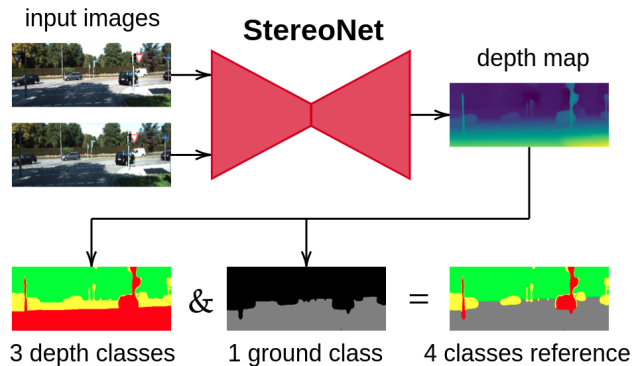 input images
StereoNet
depth map
& =
3 depth classes
1 ground class
4 classes reference